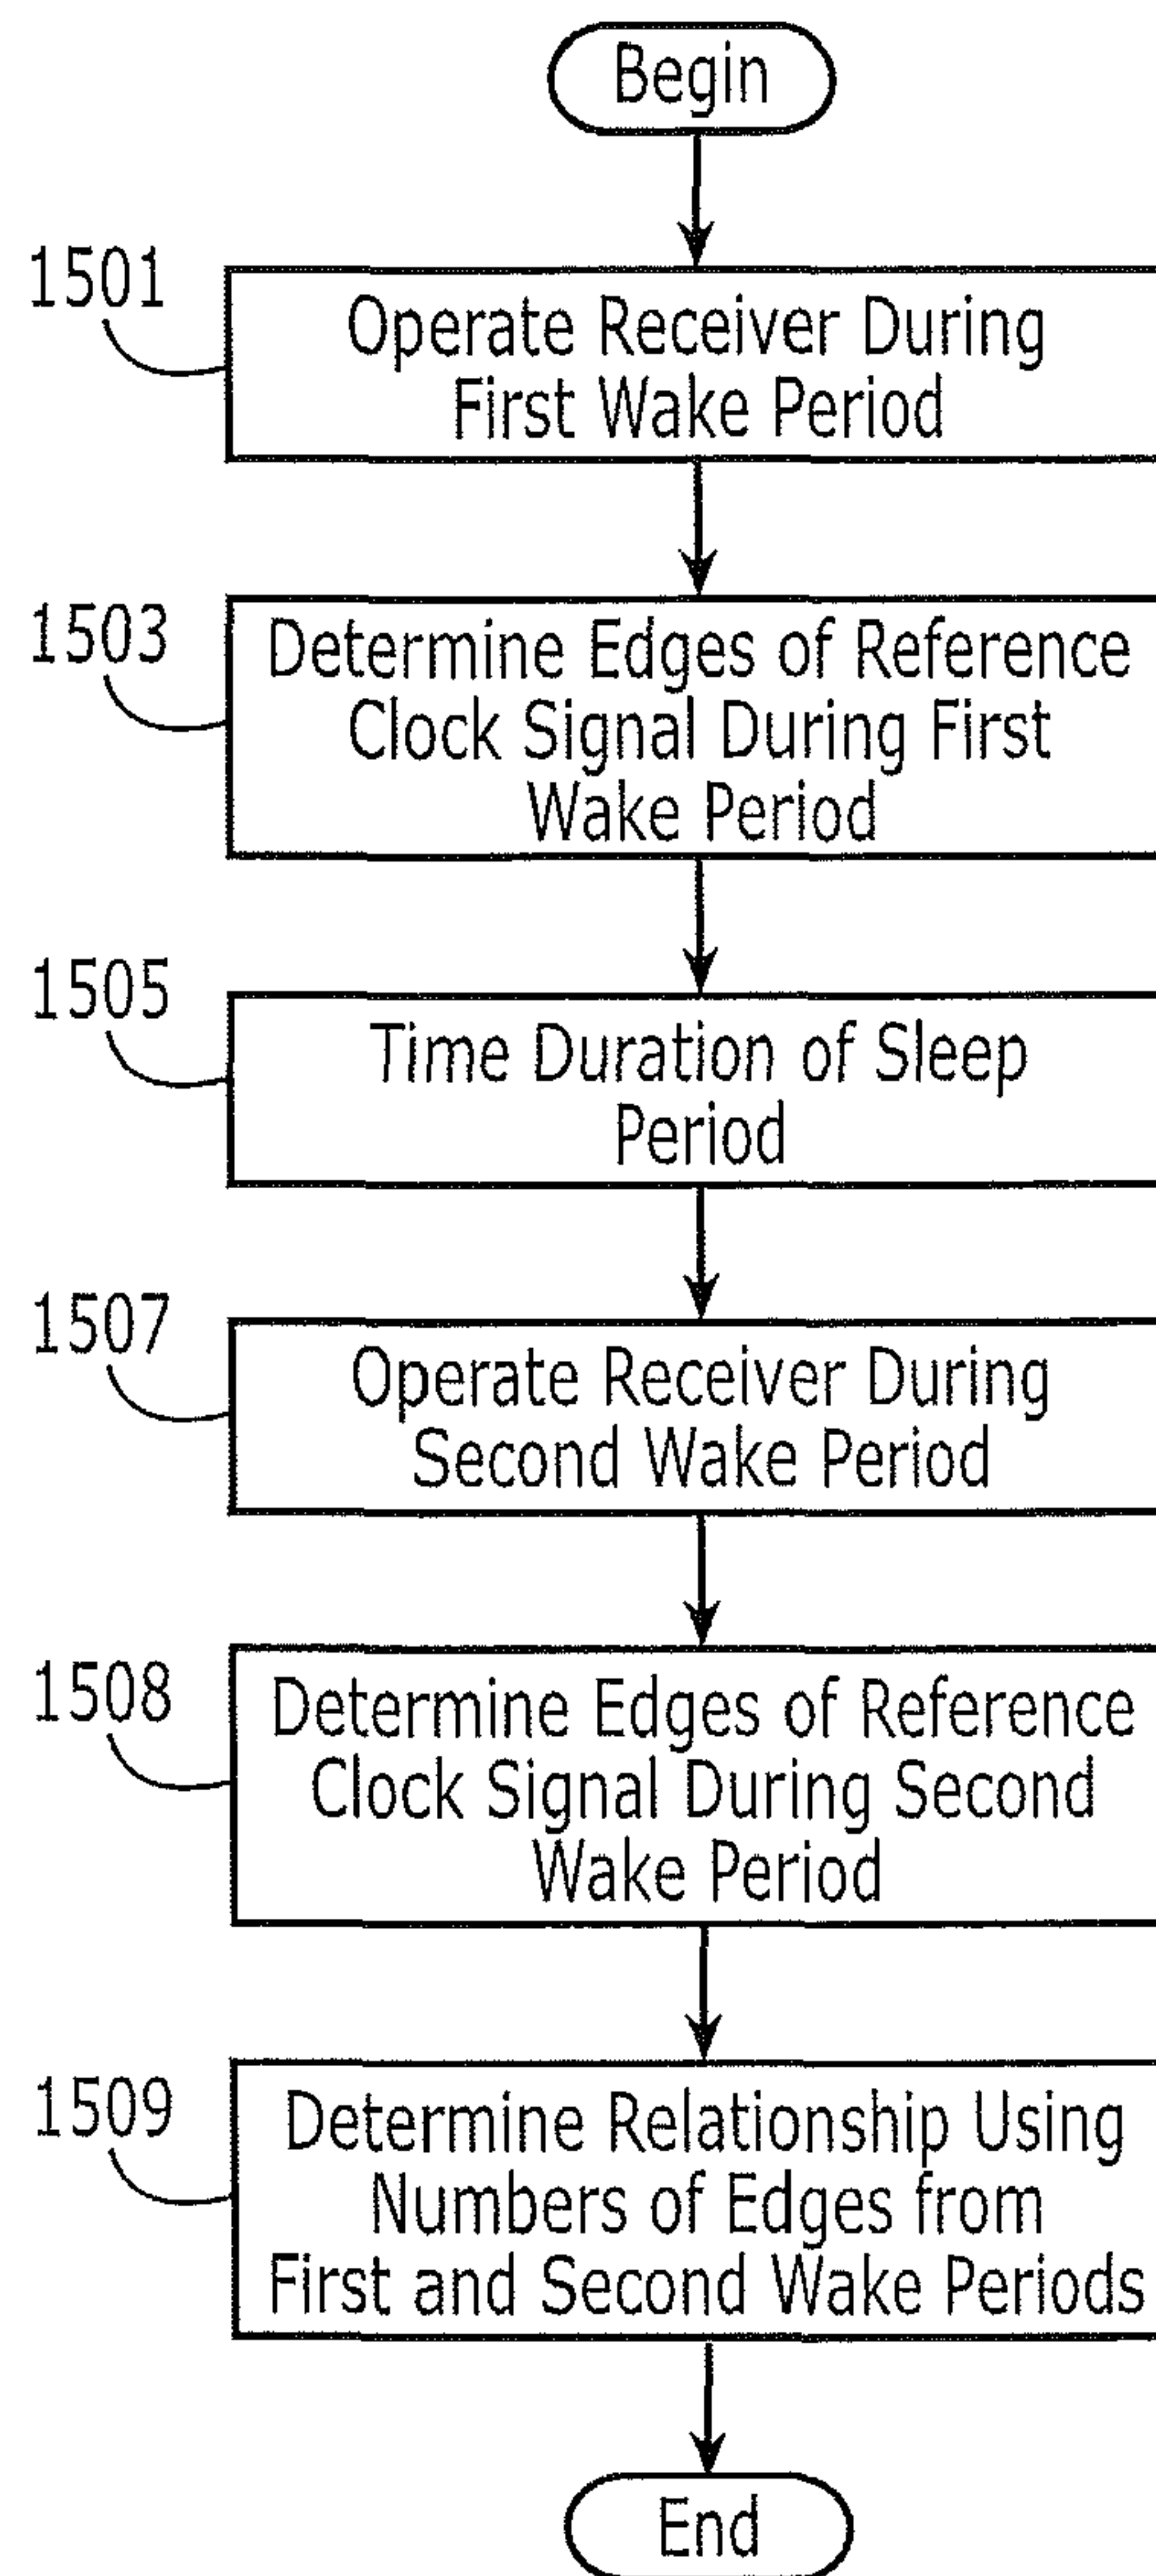 Begin
1501
Operate Receiver During
First Wake Period
1503
Determine Edges of Reference
Clock Signal During First
Wake Period
1505
Time Duration of Sleep
Period
1507
Operate Receiver During
Second Wake Period
1508
Determine Edges of Reference
Clock Signal During Second
Wake Period
1509
Determine Relationship Using
Numbers of Edges from
First and Second Wake Periods
End